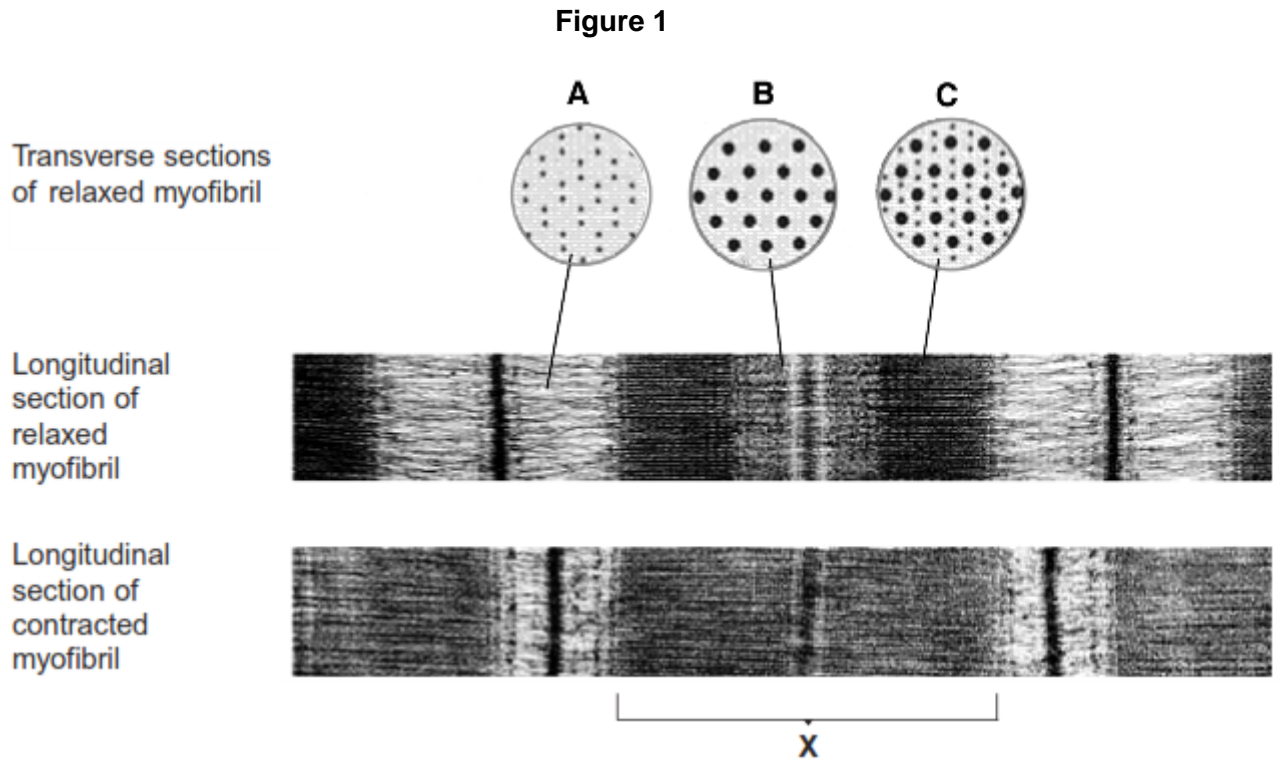 Figure 1
A
B
C
Transverse sections
of relaxed myofibril
Longitudinal
section of
relaxed
myofibril
Longitudinal
section of
contracted
myofibril
X